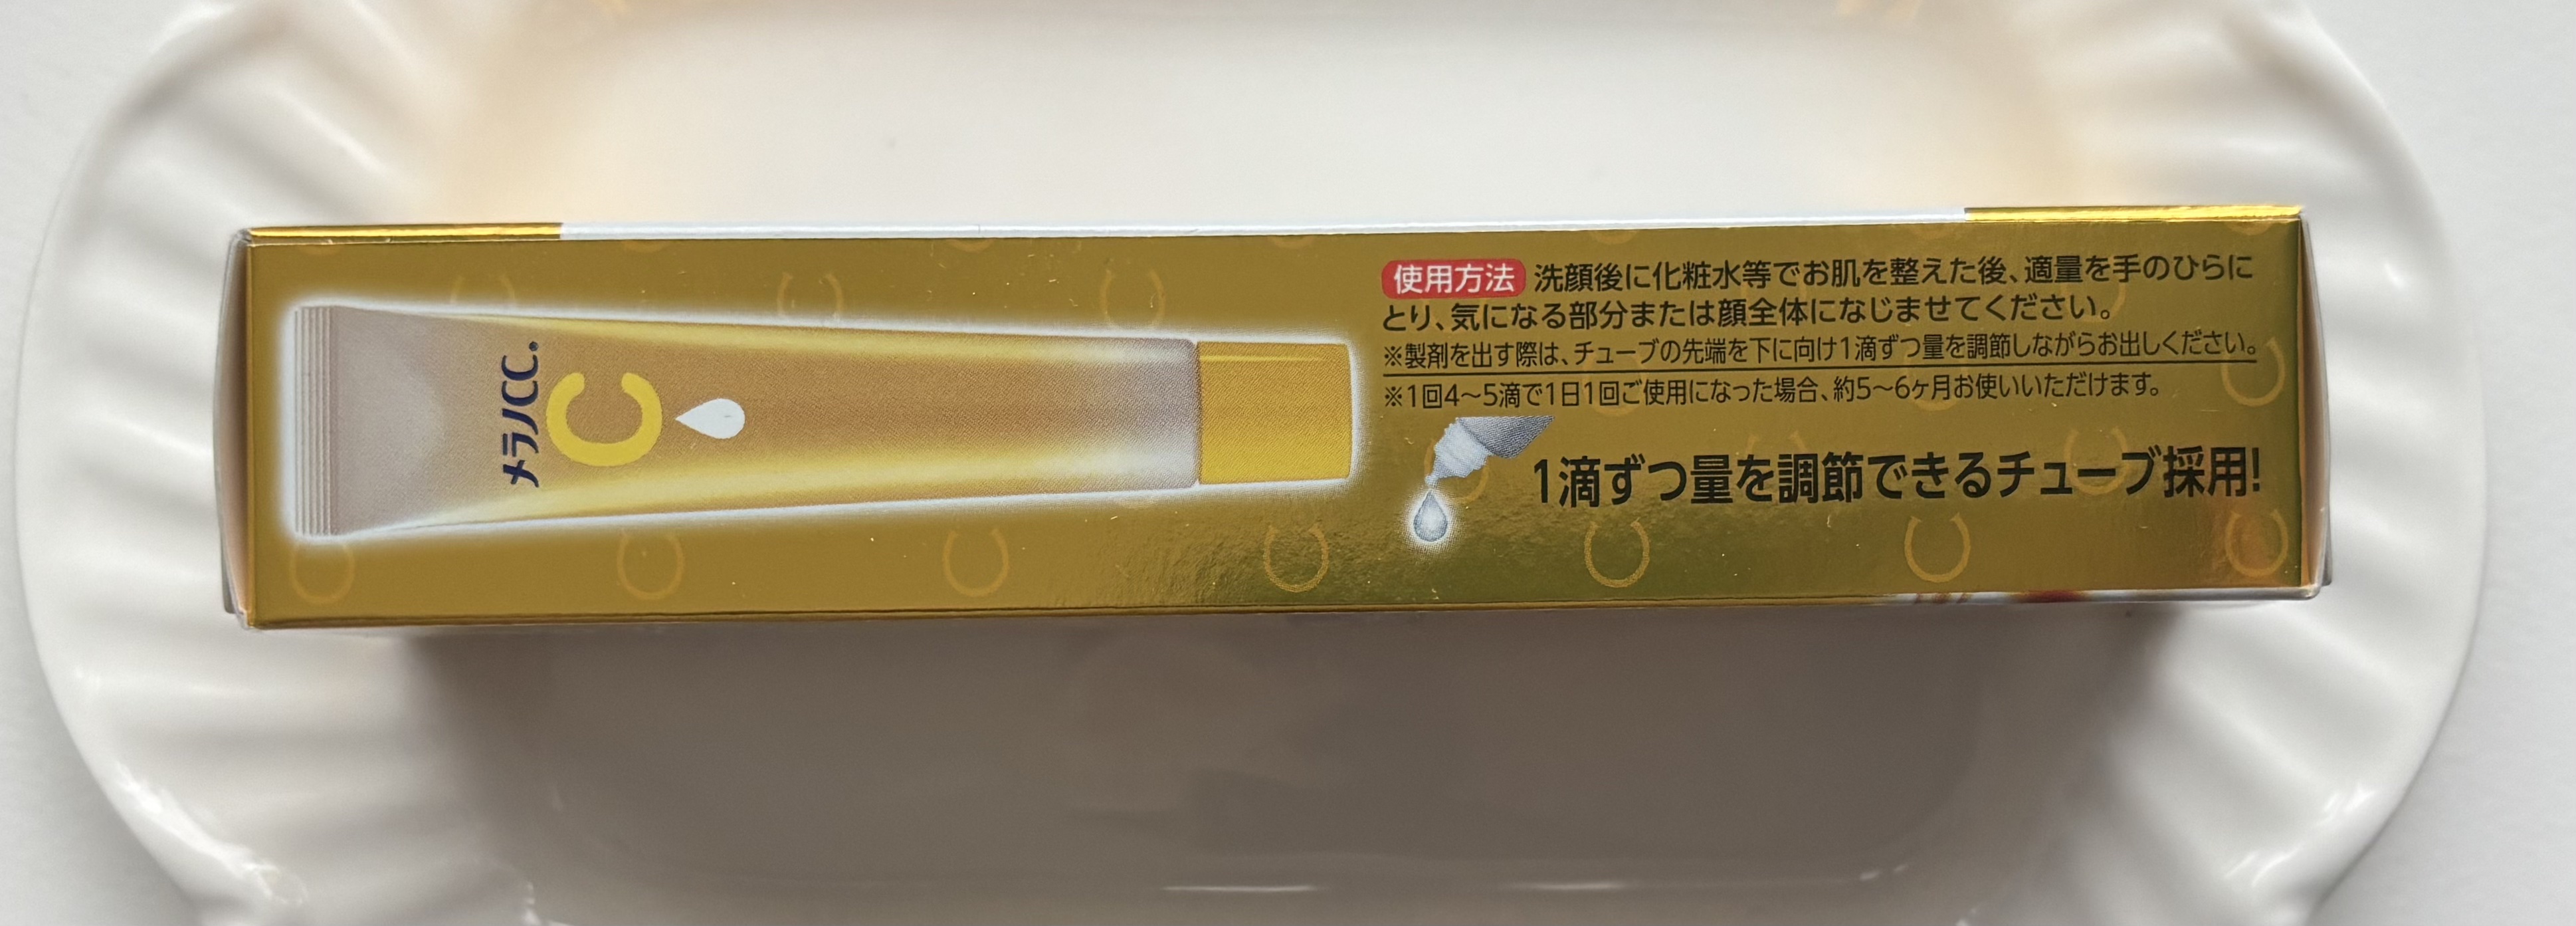 メラノCC®
C
使用方法 洗顔後に化粧水等でお肌を整えた後、適量を手のひらに
とり、気になる部分または顔全体になじませてください。
※製剤を出す際は、チューブの先端を下に向け1滴ずつ量を調節しながらお出しください。
※1回4～5滴で1日1回ご使用になった場合、約5～6ヶ月お使いいただけます。
1滴ずつ量を調節できるチューブ採用!